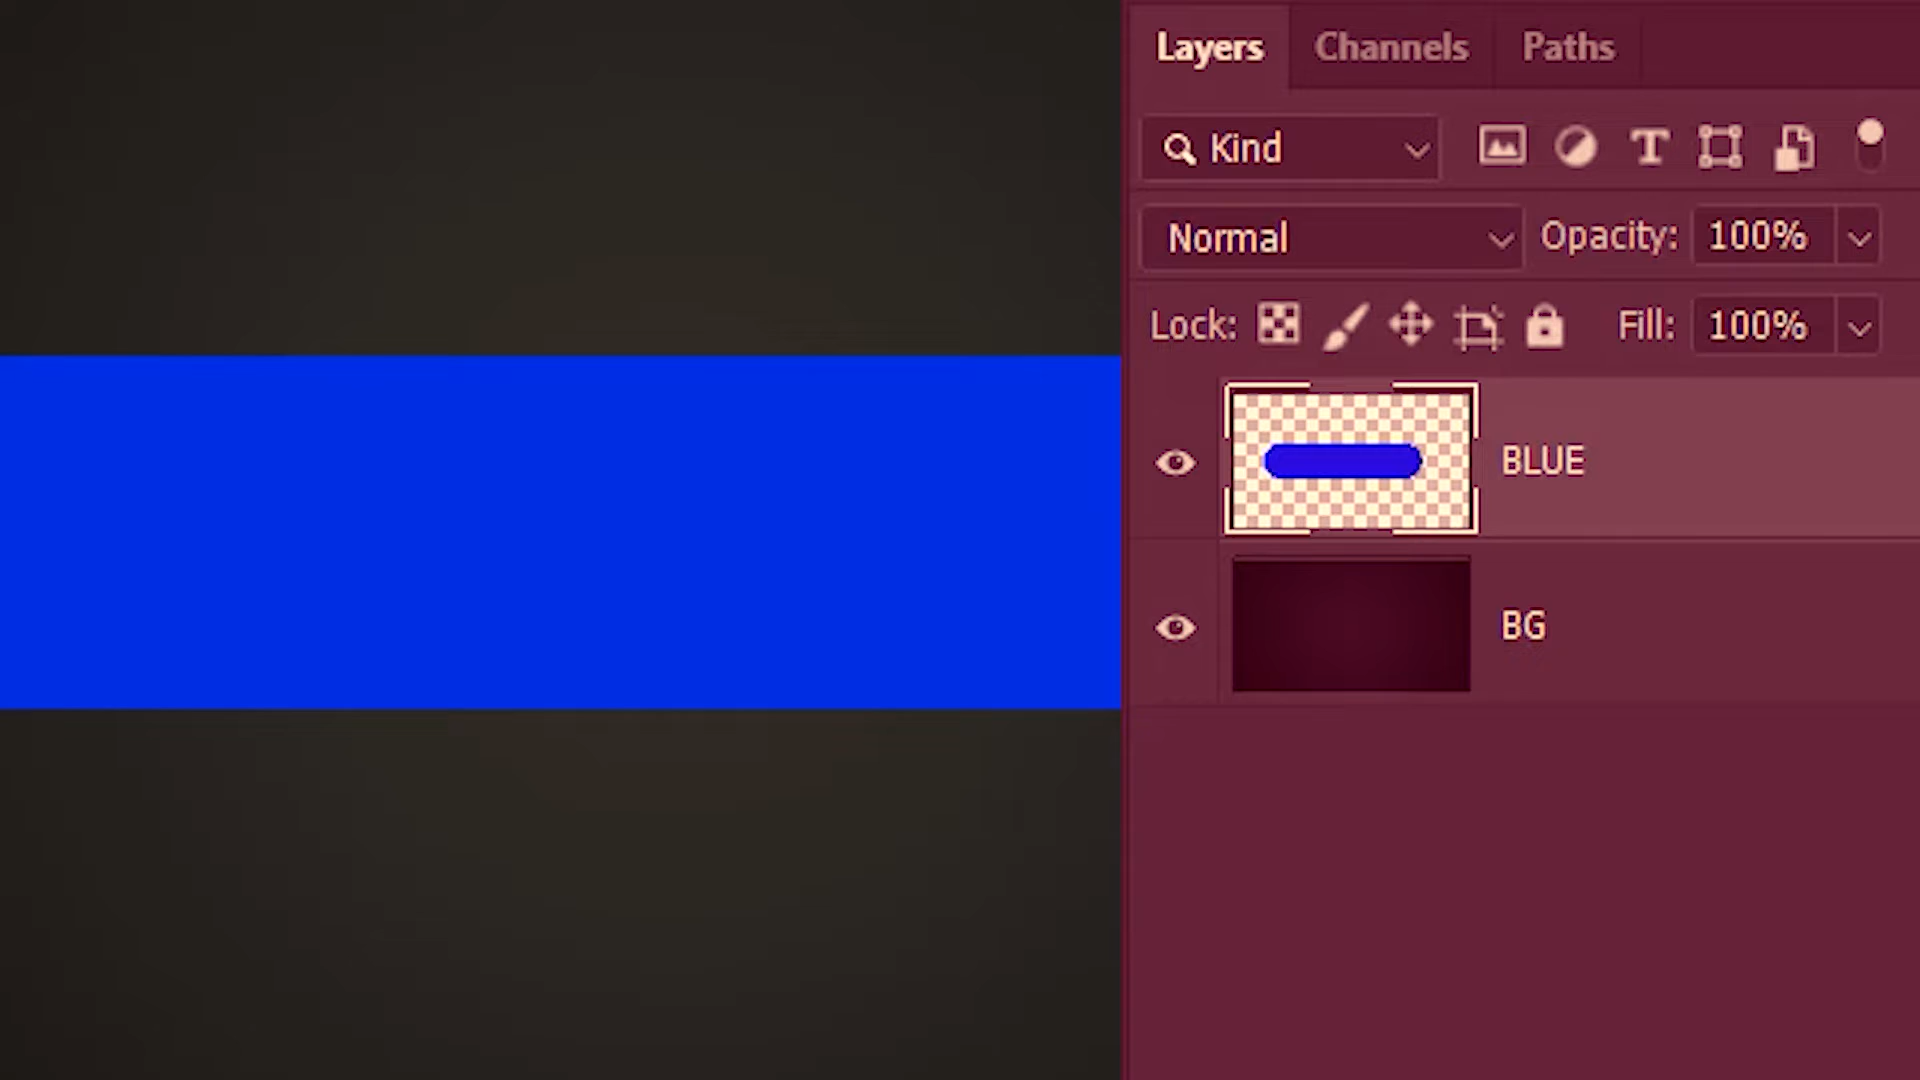 Layers Channels Paths
Kind
Normal Opacity: 100%
Lock: Fill: 100%
BLUE
BG